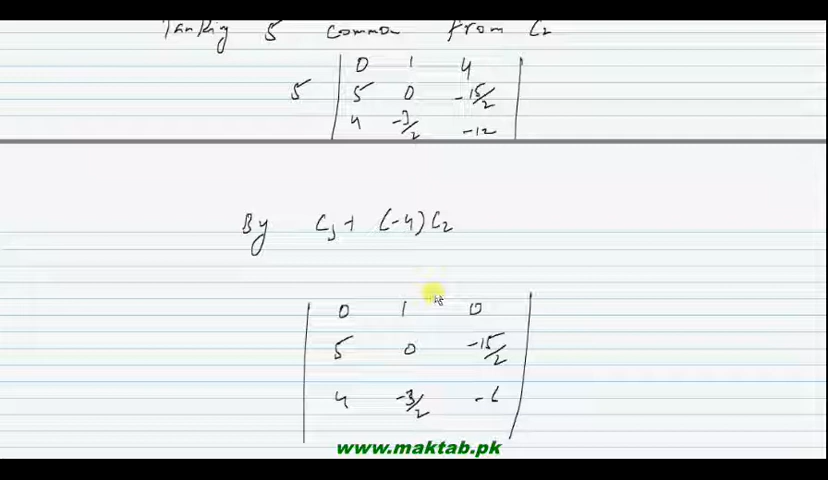 Tanking 5 common from C2
0 1 4
5 5 0 -15/2
4 -3/2 -12
By C3 + (-4)C2
0 1 0
5 0 -15/2
4 -3/2 -6
www.maktab.pk